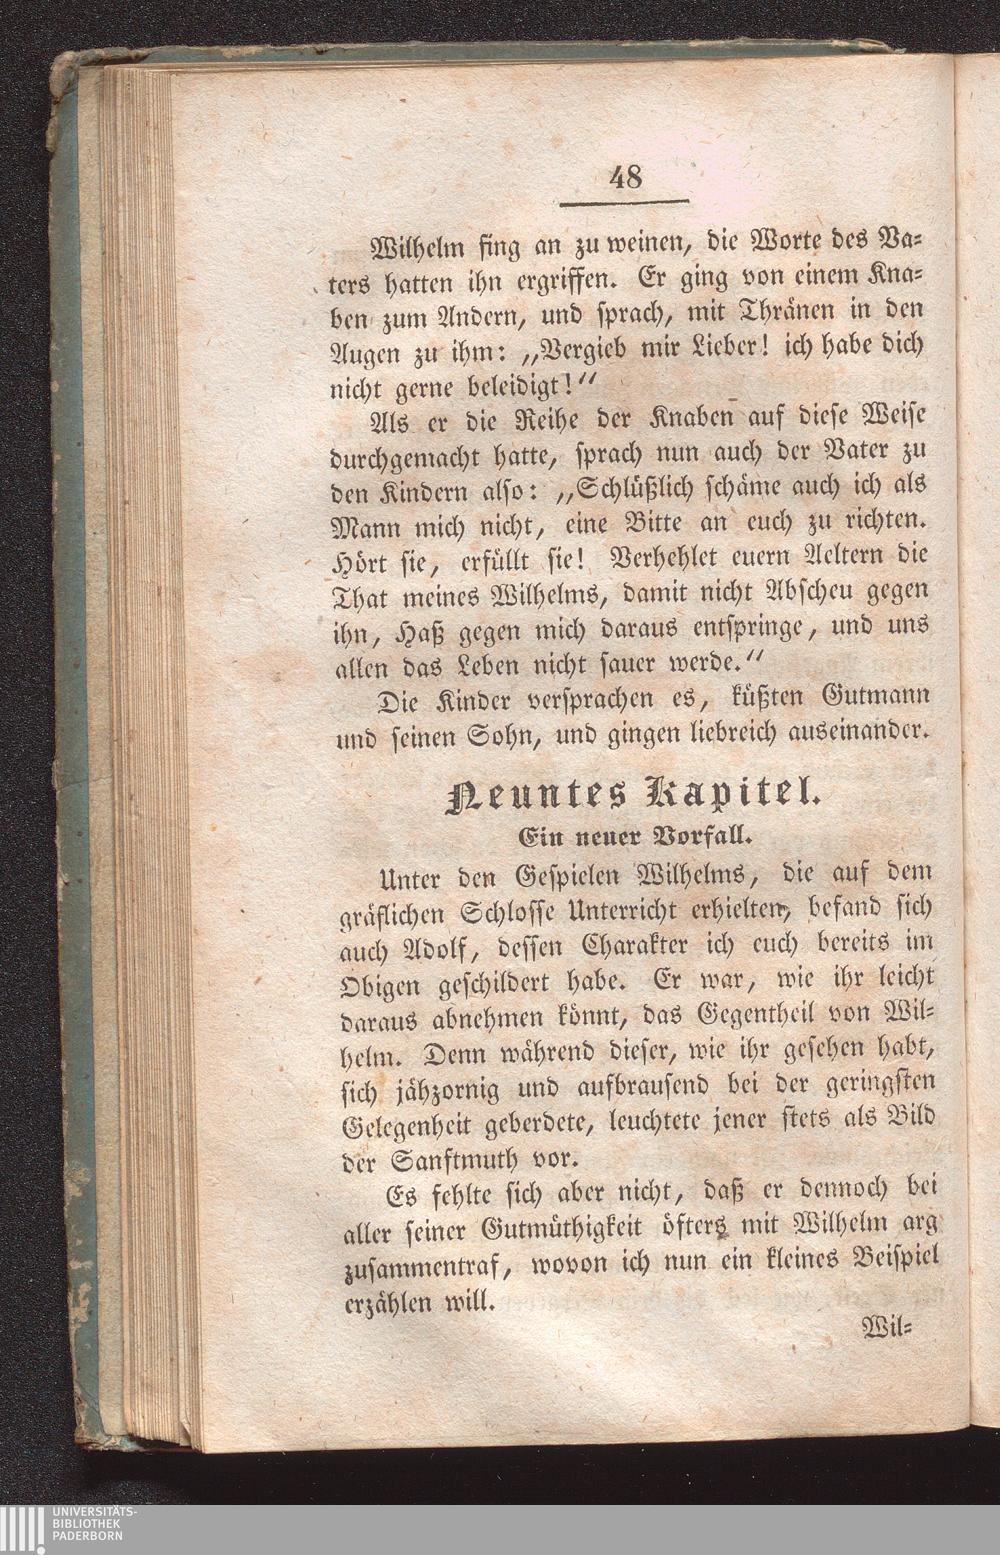 48
Wilhelm fing an zu weinen, die Worte des Va-
ters hatten ihn ergriffen. Er ging von einem Kna-
ben zum Andern, und sprach, mit Thränen in den
Augen zu ihm: „Vergieb mir Lieber! ich habe dich
nicht gerne beleidigt!“
Als er die Reihe der Knaben auf diese Weise
durchgemacht hatte, sprach nun auch der Vater zu
den Kindern also: „Schlüßlich schäme auch ich als
Mann mich nicht, eine Bitte an euch zu richten.
Hört sie, erfüllt sie! Verhehlet euern Aeltern die
That meines Wilhelms, damit nicht Abscheu gegen
ihn, Haß gegen mich daraus entspringe, und uns
allen das Leben nicht sauer werde.“
Die Kinder versprachen es, küßten Gutmann
und seinen Sohn, und gingen liebreich auseinander.
Neuntes Kapitel.
Ein neuer Vorfall.
Unter den Gespielen Wilhelms, die auf dem
gräflichen Schlosse Unterricht erhielten, befand sich
auch Adolf, dessen Charakter ich euch bereits im
Obigen geschildert habe. Er war, wie ihr leicht
daraus abnehmen könnt, das Gegentheil von Wil-
helm. Denn während dieser, wie ihr gesehen habt,
sich jähzornig und aufbrausend bei der geringsten
Gelegenheit geberdete, leuchtete jener stets als Bild
der Sanftmuth vor.
Es fehlte sich aber nicht, daß er dennoch bei
aller seiner Gutmüthigkeit öfters mit Wilhelm arg
zusammentraf, wovon ich nun ein kleines Beispiel
erzählen will.
Wil-
UNIVERSITÄTS-
BIBLIOTHEK
PADERBORN